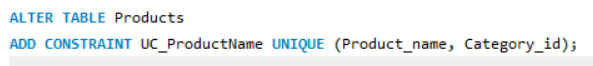 ALTER TABLE Products
ADD CONSTRAINT UC_ProductName UNIQUE (Product_name, Category_id);